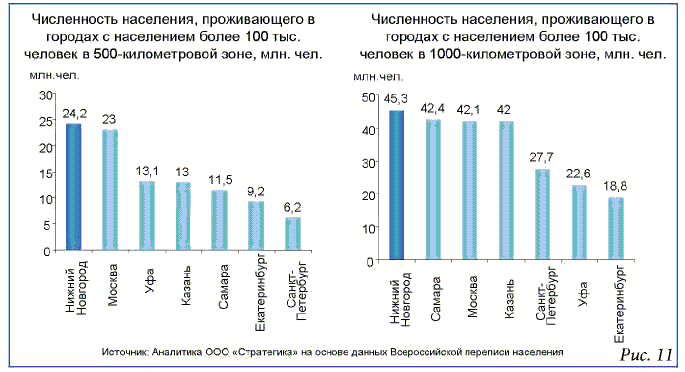 Численность населения, проживающего в
городах с населением более 100 тыс.
человек в 500-километровой зоне, млн. чел.
млн.чел.
30
25
20
15
10
5
0
24,2
23
13,1
13
11,5
9,2
6,2
Нижний
Новгород
Москва
Уфа
Казань
Самара
Екатеринбург
Санкт-
Петербург
Численность населения, проживающего в
городах с населением более 100 тыс.
человек в 1000-километровой зоне, млн. чел.
млн.чел.
50
40
30
20
10
0
45,3
42,4
42,1
42
27,7
22,6
18,8
Нижний
Новгород
Самара
Москва
Казань
Санкт-
Петербург
Уфа
Екатеринбург
Источник: Аналитика ООО «Стратегика» на основе данных Всероссийской переписи населения
Рис. 11